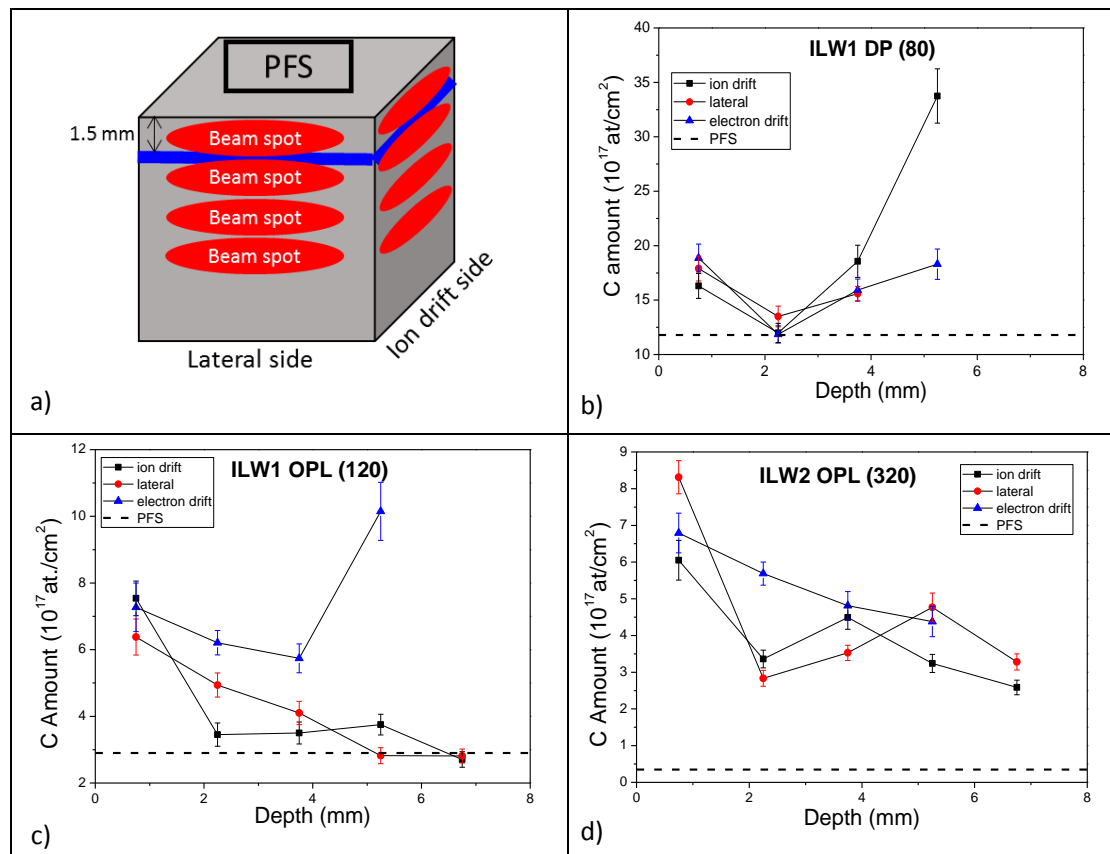 PFS
1.5 mm
Beam spot
Beam spot
Beam spot
Beam spot
Lateral side
Ion drift side
a)
ILW1 DP (80)
ion drift
lateral
electron drift
PFS
C amount (10^17 at/cm^2)
40
35
30
25
20
15
10
0 2 4 6 8
Depth (mm)
b)
ILW1 OPL (120)
ion drift
lateral
electron drift
PFS
C Amount (10^17 at./cm^2)
12
10
8
6
4
2
0 2 4 6 8
Depth (mm)
c)
ILW2 OPL (320)
ion drift
lateral
electron drift
PFS
C Amount (10^17 at/cm^2)
9
8
7
6
5
4
3
2
1
0
0 2 4 6 8
Depth (mm)
d)